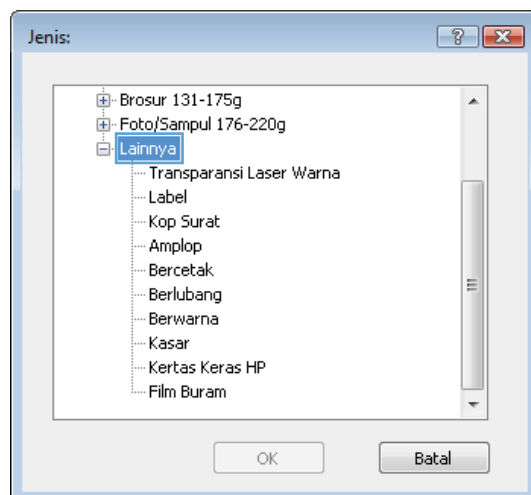 Jenis:
Brosur 131-175g
Foto/Sampul 176-220g
Lainnya
Transparansi Laser Warna
Label
Kop Surat
Amplop
Bercetak
Berlubang
Berwarna
Kasar
Kertas Keras HP
Film Buram
OK Batal